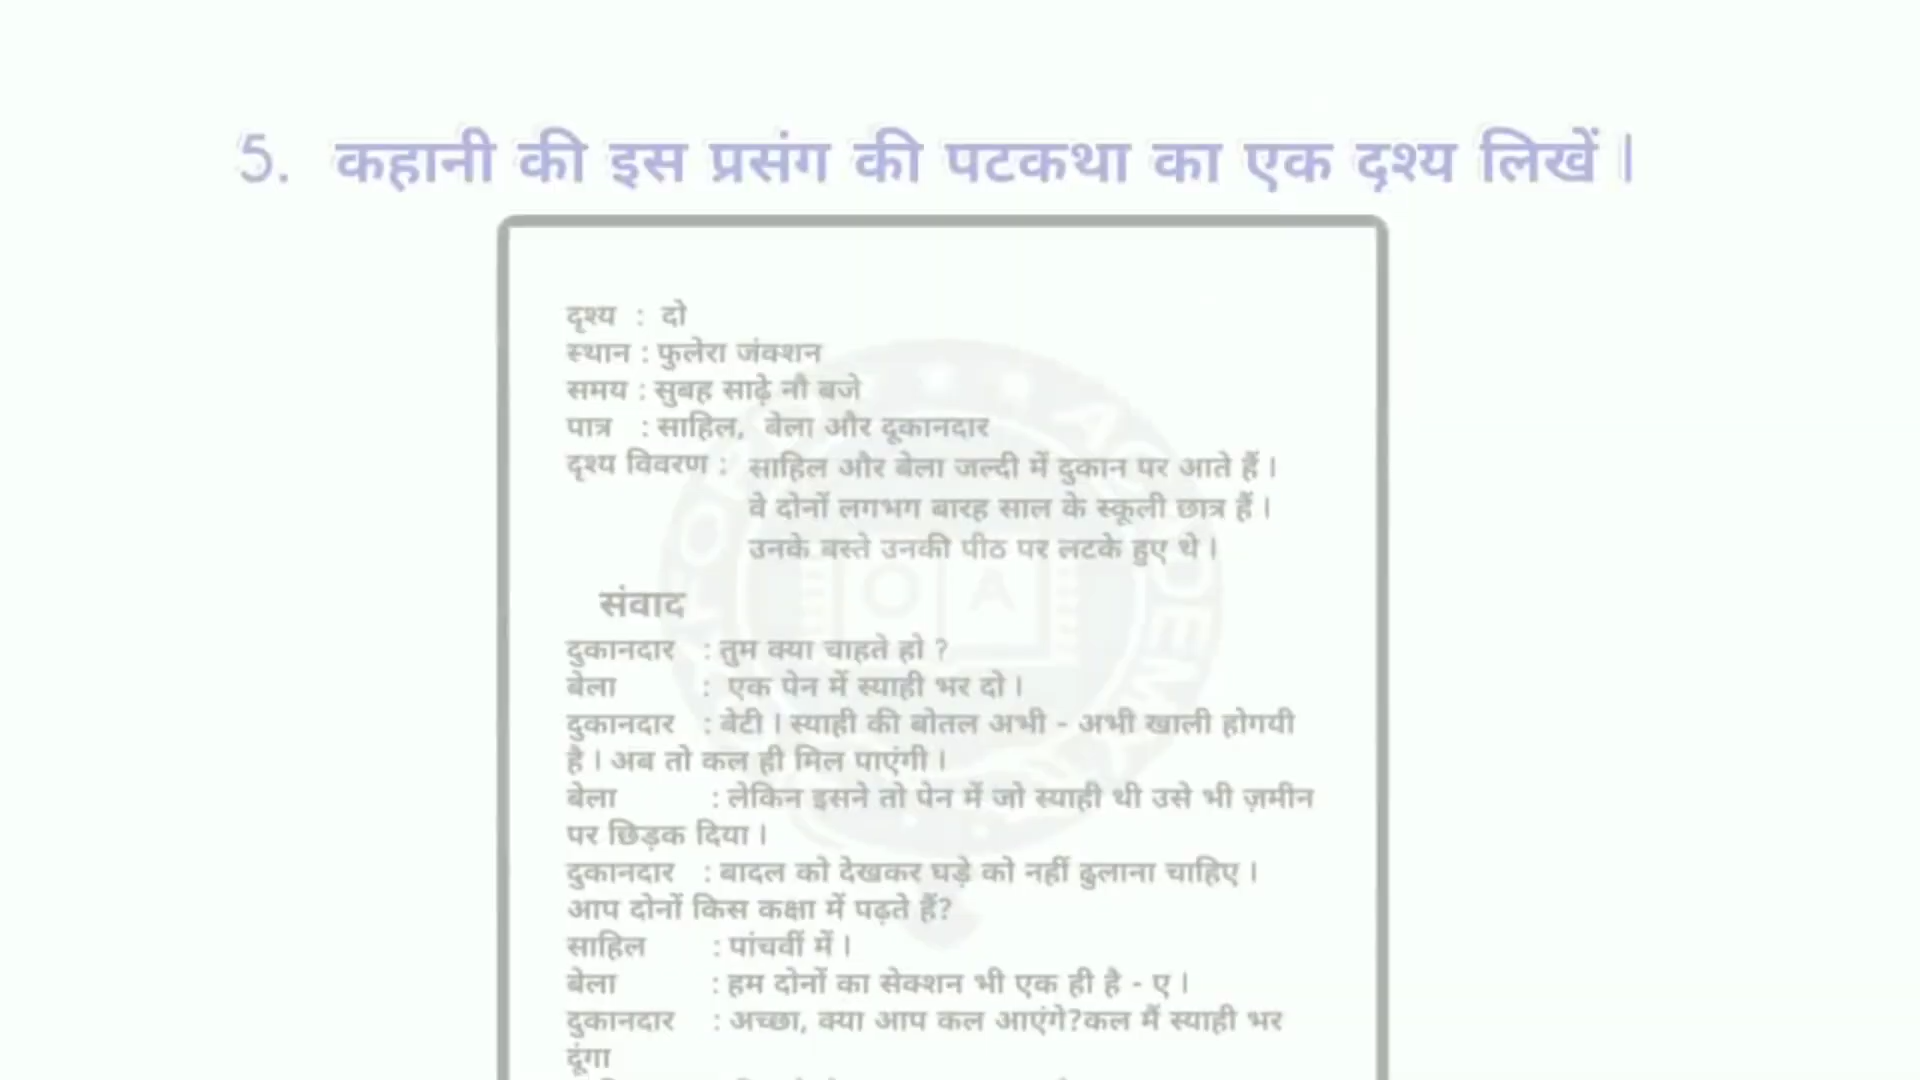 5. कहानी की इस प्रसंग की पटकथा का एक दृश्य लिखें ।
दृश्य : दो
स्थान : फुलेरा जंक्शन
समय : सुबह साढ़े नौ बजे
पात्र : साहिल, बेला और दूकानदार
दृश्य विवरण : साहिल और बेला जल्दी में दुकान पर आते हैं ।
वे दोनों लगभग बारह साल के स्कूली छात्र हैं ।
उनके बस्ते उनकी पीठ पर लटके हुए थे ।
संवाद
दुकानदार : तुम क्या चाहते हो ?
बेला : एक पेन में स्याही भर दो ।
दुकानदार : बेटी । स्याही की बोतल अभी - अभी खाली होगयी
है । अब तो कल ही मिल पाएंगी ।
बेला : लेकिन इसने तो पेन में जो स्याही थी उसे भी ज़मीन
पर छिड़क दिया ।
दुकानदार : बादल को देखकर घड़े को नहीं ढुलाना चाहिए ।
आप दोनों किस कक्षा में पढ़ते हैं?
साहिल : पांचवीं में ।
बेला : हम दोनों का सेक्शन भी एक ही है - ए ।
दुकानदार : अच्छा, क्या आप कल आएंगे?कल मैं स्याही भर
दूंगा
ACADEMY
O A